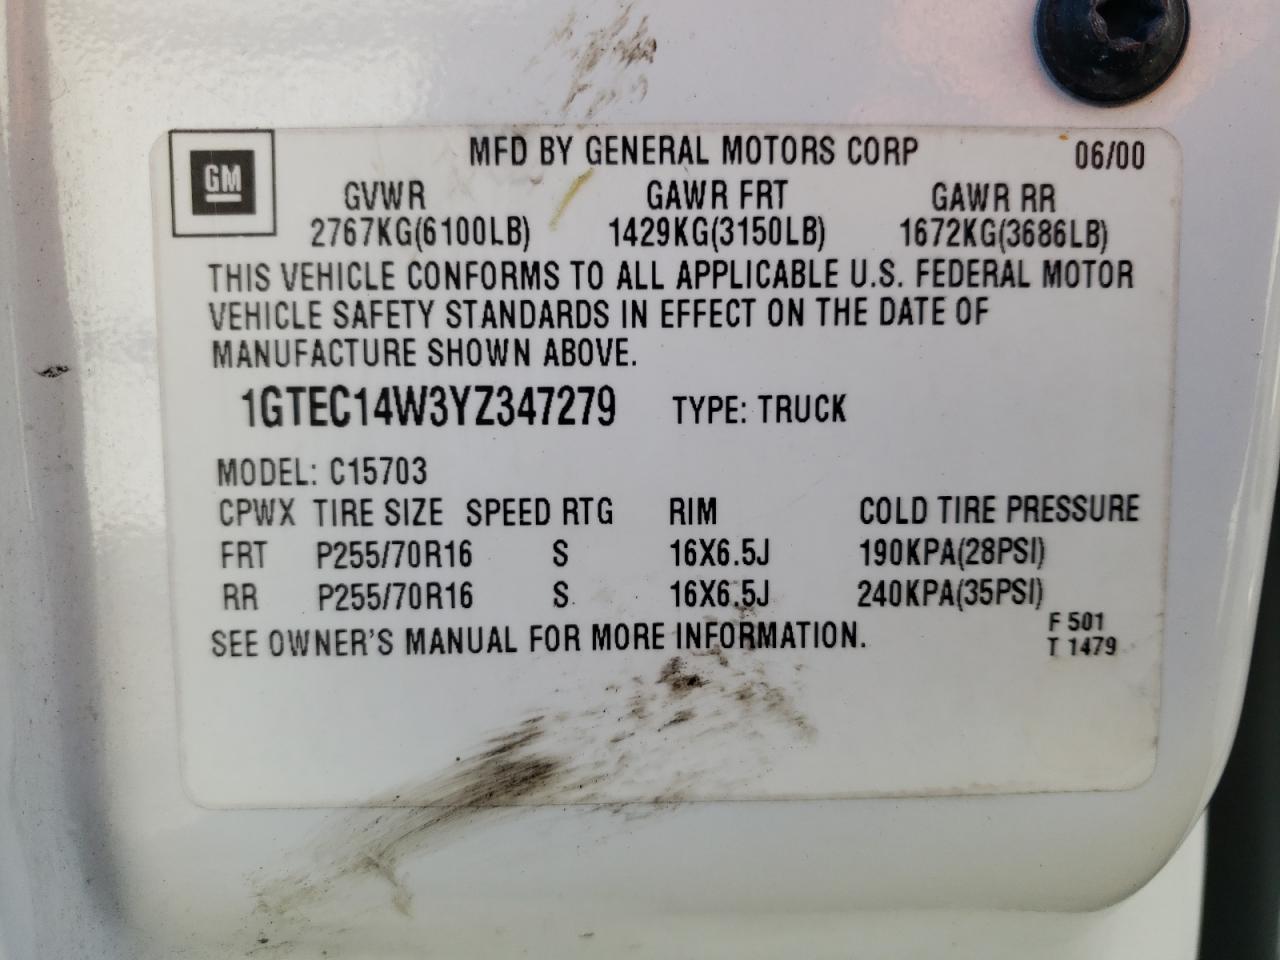 GM
MFD BY GENERAL MOTORS CORP 06/00
GVWR GAWR FRT GAWR RR
2767KG(6100LB) 1429KG(3150LB) 1672KG(3686LB)
THIS VEHICLE CONFORMS TO ALL APPLICABLE U.S. FEDERAL MOTOR
VEHICLE SAFETY STANDARDS IN EFFECT ON THE DATE OF
MANUFACTURE SHOWN ABOVE.
1GTEC14W3YZ347279 TYPE: TRUCK
MODEL: C15703
CPWX TIRE SIZE SPEED RTG RIM COLD TIRE PRESSURE
FRT P255/70R16 S 16X6.5J 190KPA(28PSI)
RR P255/70R16 S 16X6.5J 240KPA(35PSI)
SEE OWNER'S MANUAL FOR MORE INFORMATION.
F 501
T 1479